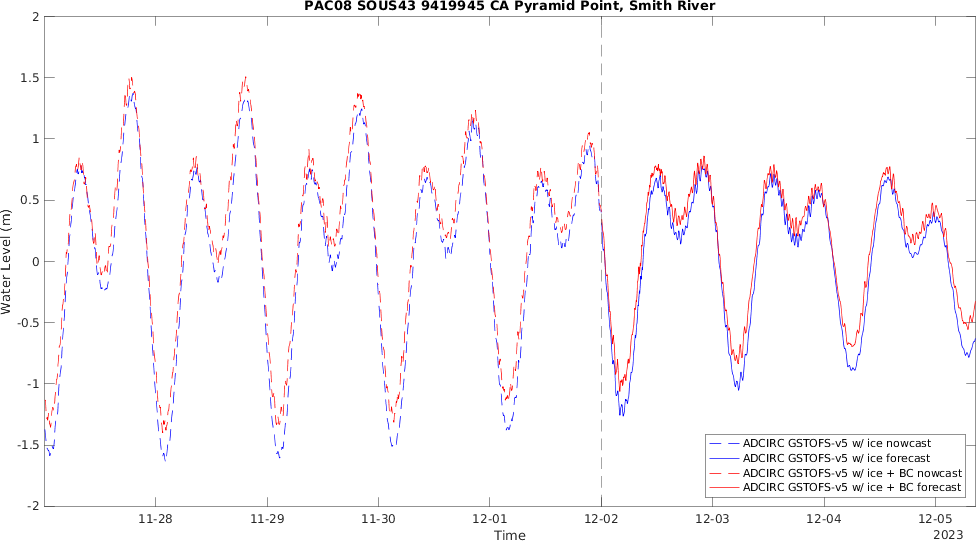 PAC08 SOUS43 9419945 CA Pyramid Point, Smith River
2
1.5
1
0.5
0
-0.5
-1
-1.5
-2
Water Level (m)
ADCIRC GSTOFS-v5 w/ ice nowcast
ADCIRC GSTOFS-v5 w/ ice forecast
ADCIRC GSTOFS-v5 w/ ice + BC nowcast
ADCIRC GSTOFS-v5 w/ ice + BC forecast
11-28 11-29 11-30 12-01 12-02 12-03 12-04 12-05
Time
2023